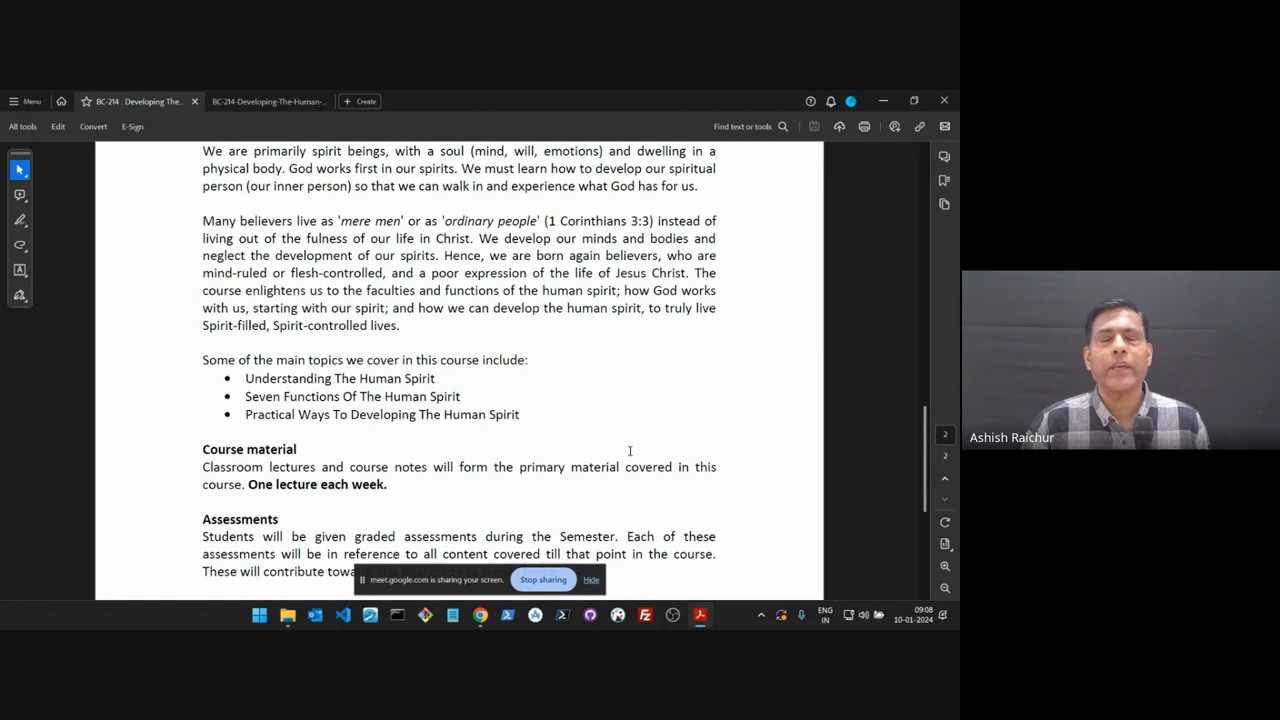 Menu
BC-214 : Developing The...
BC-214-Developing-The-Human-...
Create
All tools
Edit
Convert
E-Sign
Find text or tools
We are primarily spirit beings, with a soul (mind, will, emotions) and dwelling in a
physical body. God works first in our spirits. We must learn how to develop our spiritual
person (our inner person) so that we can walk in and experience what God has for us.
Many believers live as 'mere men' or as 'ordinary people' (1 Corinthians 3:3) instead of
living out of the fulness of our life in Christ. We develop our minds and bodies and
neglect the development of our spirits. Hence, we are born again believers, who are
mind-ruled or flesh-controlled, and a poor expression of the life of Jesus Christ. The
course enlightens us to the faculties and functions of the human spirit; how God works
with us, starting with our spirit; and how we can develop the human spirit, to truly live
Spirit-filled, Spirit-controlled lives.
Some of the main topics we cover in this course include:
• Understanding The Human Spirit
• Seven Functions Of The Human Spirit
• Practical Ways To Developing The Human Spirit
Course material
Classroom lectures and course notes will form the primary material covered in this
course. One lecture each week.
Assessments
Students will be given graded assessments during the Semester. Each of these
assessments will be in reference to all content covered till that point in the course.
These will contribute towa
meet.google.com is sharing your screen.
Stop sharing
Hide
2
2
Ashish Raichur
ENG
IN
09:08
10-01-2024